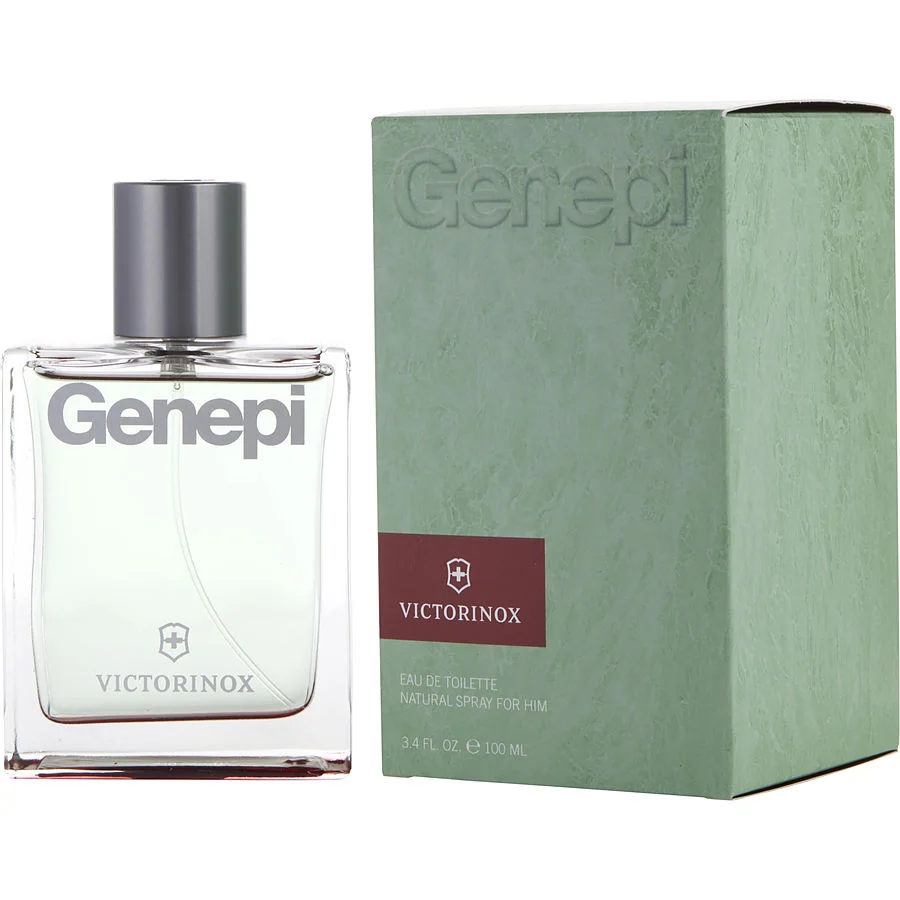 Genepi
VICTORINOX
Genepi
VICTORINOX
EAU DE TOILETTE
NATURAL SPRAY FOR HIM
3.4 FL. OZ. ℮ 100 ML